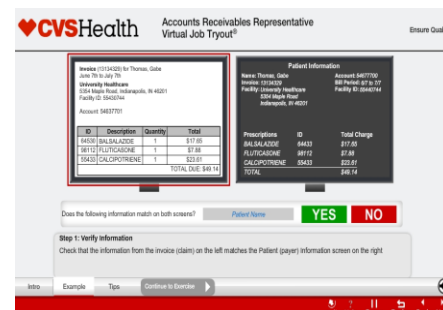 CVSHealth
Accounts Receivables Representative
Virtual Job Tryout®
Ensure Qual
Invoice (13134329) for Thomas, Gabe
June 7th to July 7th
University Healthcare
5354 Maple Road, Indianapolis, IN 46201
Facility ID: 55430744
Account: 54637701
ID Description Quantity Total
64530 BALSALAZIDE 1 $17.65
98112 FLUTICASONE 1 $7.88
55433 CALCIPOTRIENE 1 $23.61
TOTAL DUE: $49.14
Patient Information
Name: Thomas, Gabe
Invoice: 13134329
Facility: University Healthcare
5354 Maple Road
Indianapolis, IN 46201
Account: 54677700
Bill Period: 6/7 to 7/7
Facility ID: 55440744
Prescriptions ID Total Charge
BALSALAZIDE 64433 $17.65
FLUTICASONE 98112 $7.88
CALCIPOTRIENE 55433 $23.61
TOTAL $49.14
Does the following information match on both screens?
Patient Name
YES
NO
Step 1: Verify Information
Check that the information from the invoice (claim) on the left matches the Patient (payer) Information screen on the right
Intro
Example
Tips
Continue to Exercise